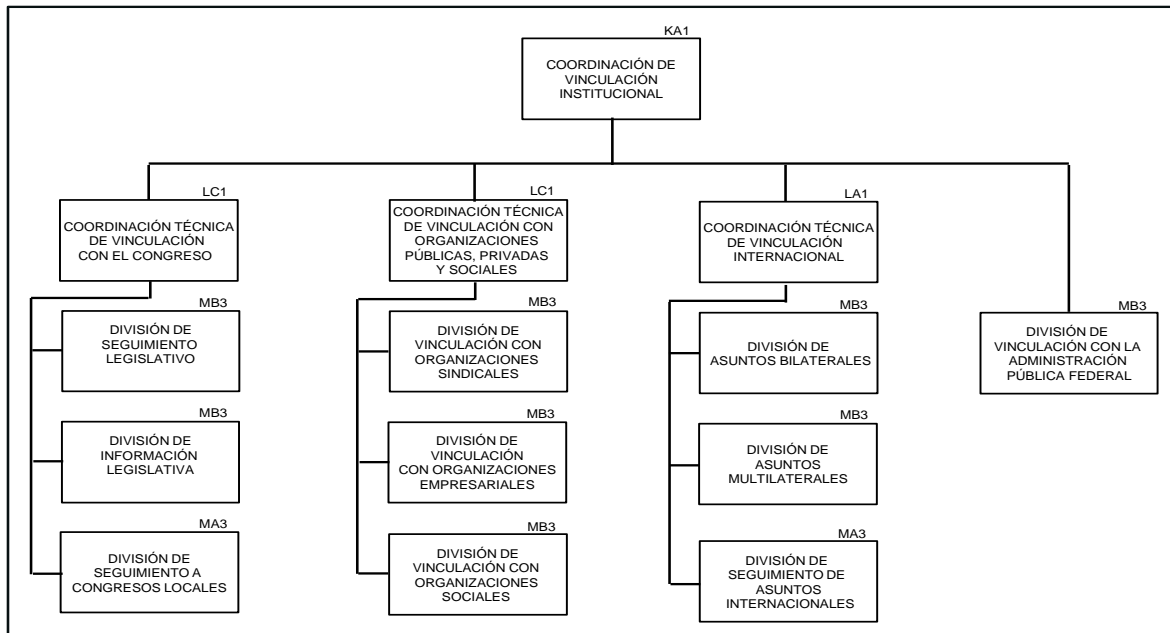 KA1
COORDINACIÓN DE
VINCULACIÓN
INSTITUCIONAL
LC1
COORDINACIÓN TÉCNICA
DE VINCULACIÓN
CON EL CONGRESO
MB3
DIVISIÓN DE
SEGUIMIENTO
LEGISLATIVO
MB3
DIVISIÓN DE
INFORMACIÓN
LEGISLATIVA
MA3
DIVISIÓN DE
SEGUIMIENTO A
CONGRESOS LOCALES
LC1
COORDINACIÓN TÉCNICA
DE VINCULACIÓN CON
ORGANIZACIONES
PÚBLICAS, PRIVADAS
Y SOCIALES
MB3
DIVISIÓN DE
VINCULACIÓN CON
ORGANIZACIONES
SINDICALES
MB3
DIVISIÓN DE
VINCULACIÓN
CON ORGANIZACIONES
EMPRESARIALES
MB3
DIVISIÓN DE
VINCULACIÓN CON
ORGANIZACIONES
SOCIALES
LA1
COORDINACIÓN TÉCNICA
DE VINCULACIÓN
INTERNACIONAL
MB3
DIVISIÓN DE
ASUNTOS BILATERALES
MB3
DIVISIÓN DE
ASUNTOS
MULTILATERALES
MA3
DIVISIÓN DE
SEGUIMIENTO DE
ASUNTOS
INTERNACIONALES
MB3
DIVISIÓN DE
VINCULACIÓN CON LA
ADMINISTRACIÓN
PÚBLICA FEDERAL